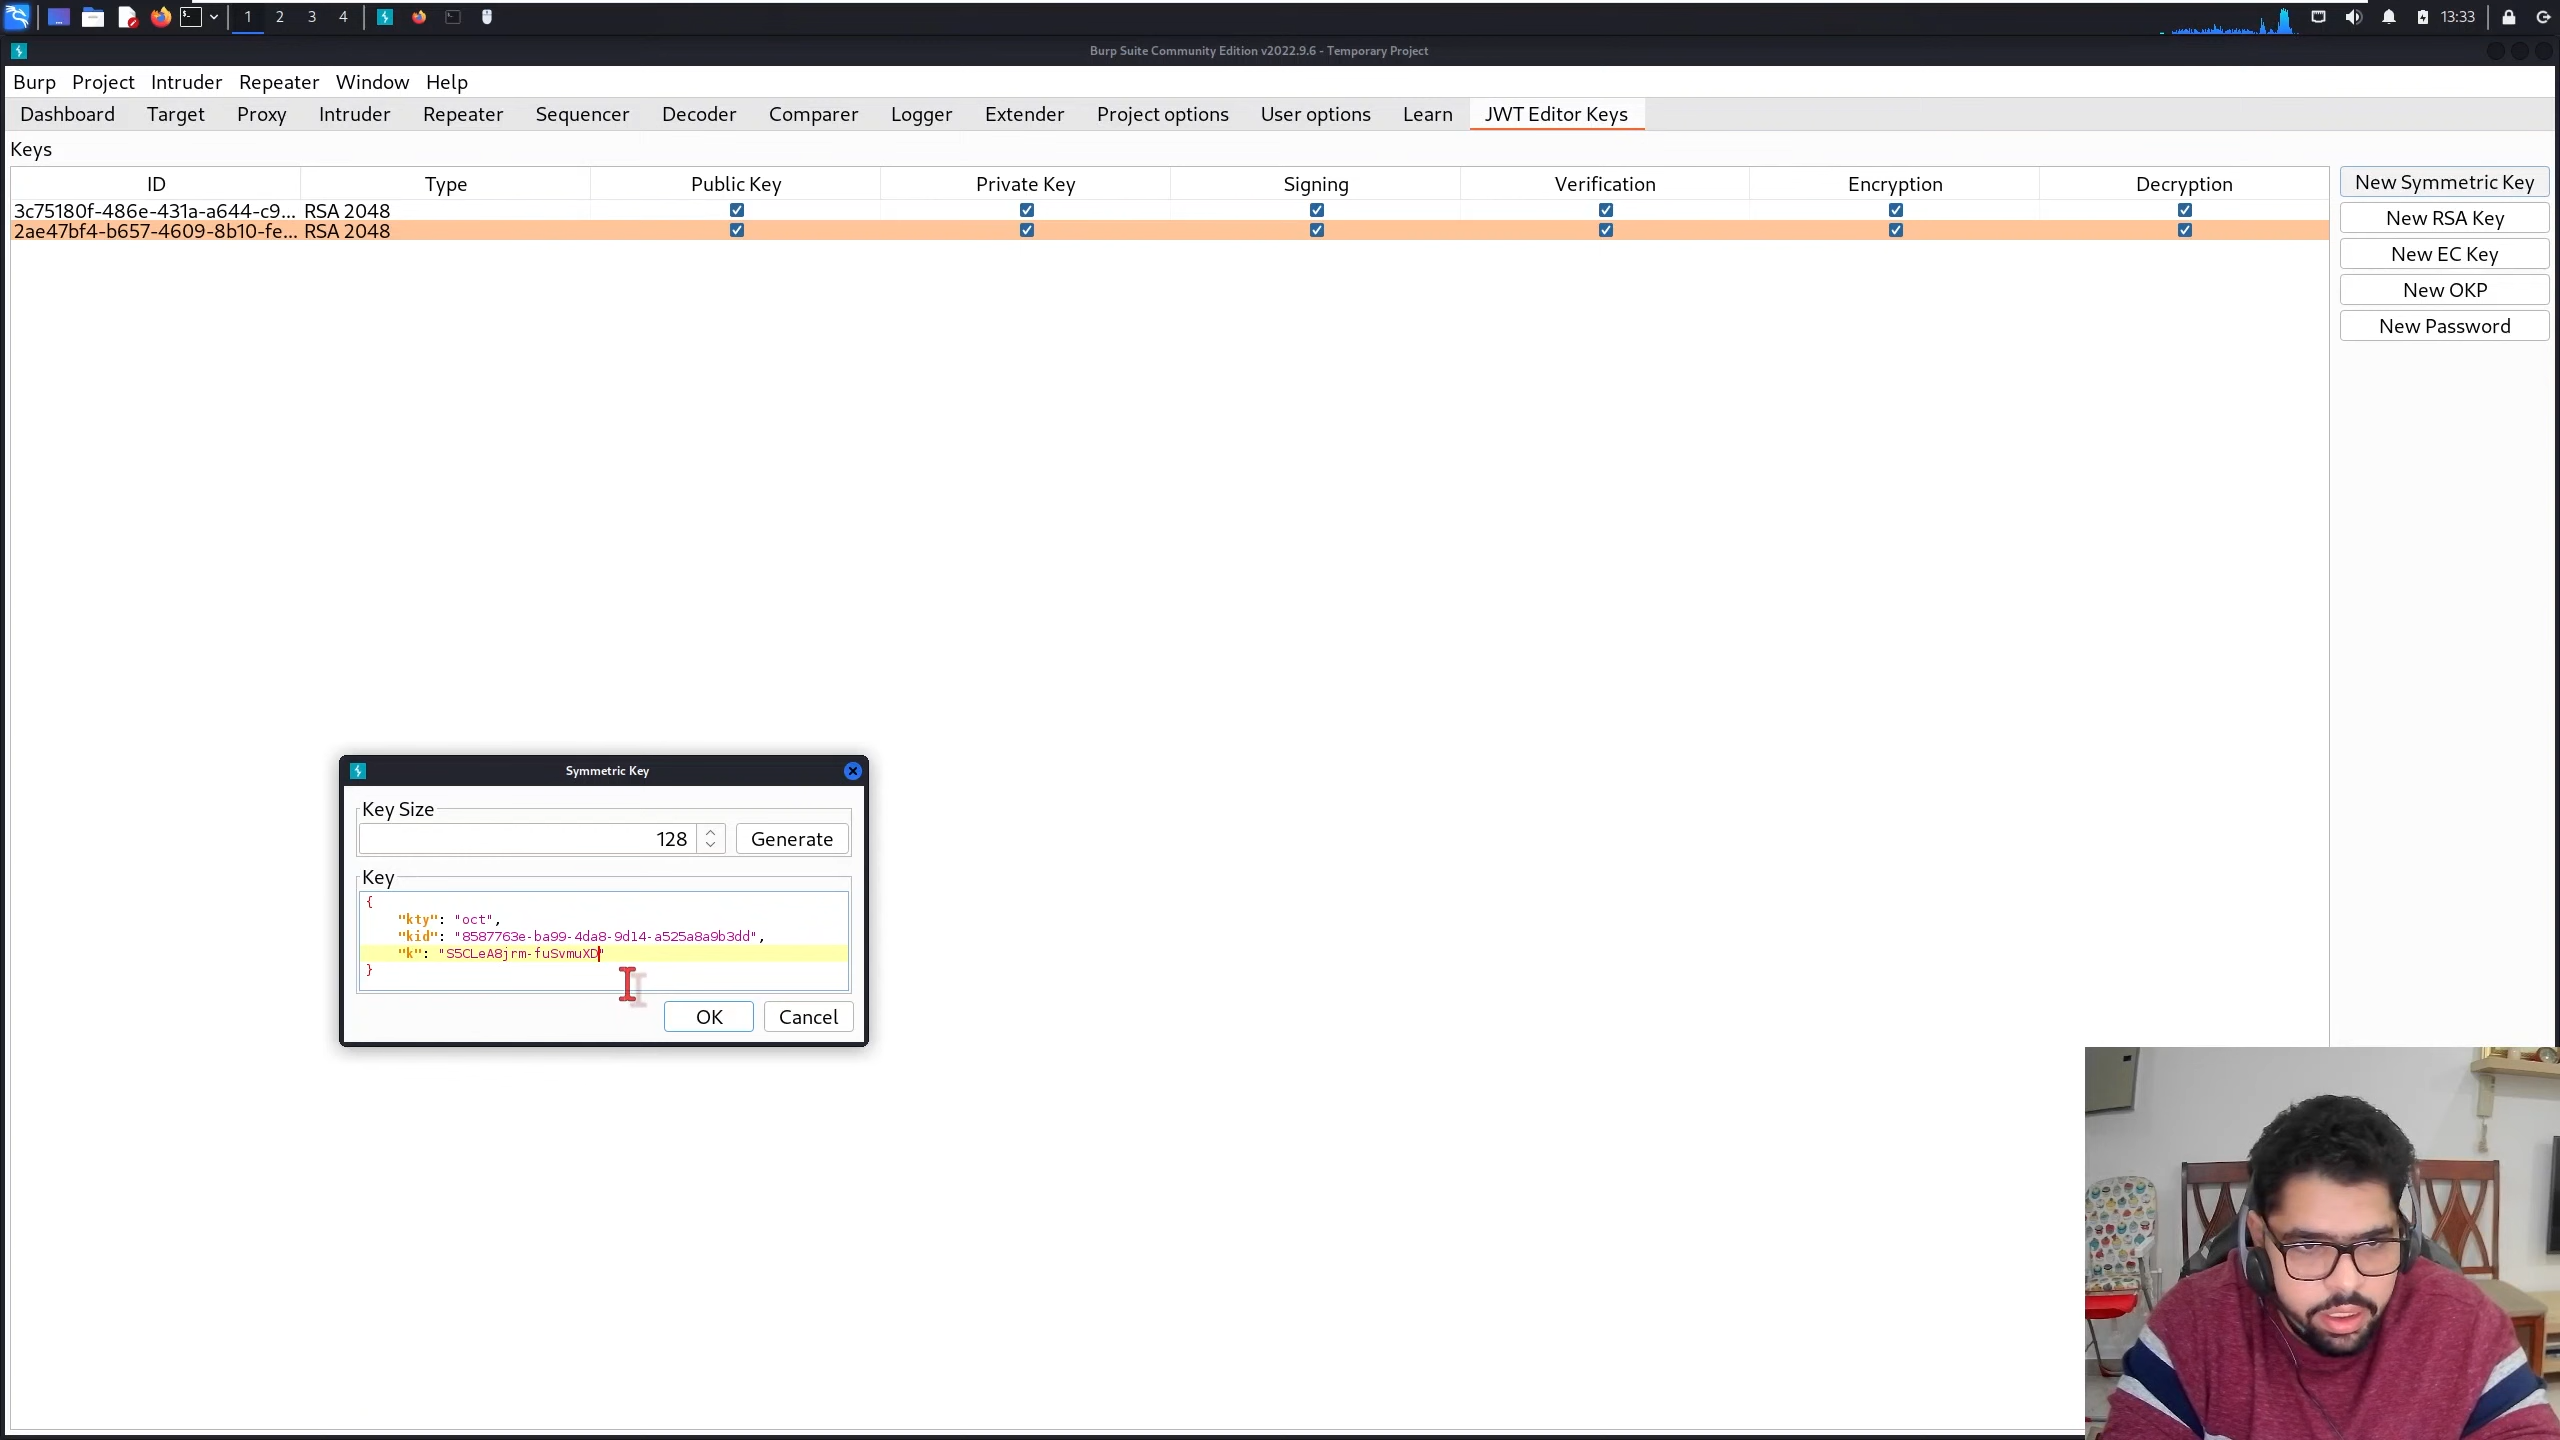 1 2 3 4 13:33
Burp Suite Community Edition v2022.9.6 - Temporary Project
Burp Project Intruder Repeater Window Help
Dashboard Target Proxy Intruder Repeater Sequencer Decoder Comparer Logger Extender Project options User options Learn JWT Editor Keys
Keys
ID Type Public Key Private Key Signing Verification Encryption Decryption
3c75180f-486e-431a-a644-c9... RSA 2048
2ae47bf4-b657-4609-8b10-fe... RSA 2048
New Symmetric Key
New RSA Key
New EC Key
New OKP
New Password
Symmetric Key
Key Size
128 Generate
Key
{
"kty": "oct",
"kid": "8587763e-ba99-4da8-9d14-a525a8a9b3dd",
"k": "S5CLeA8jrm-fuSvmuXD"
}
OK Cancel